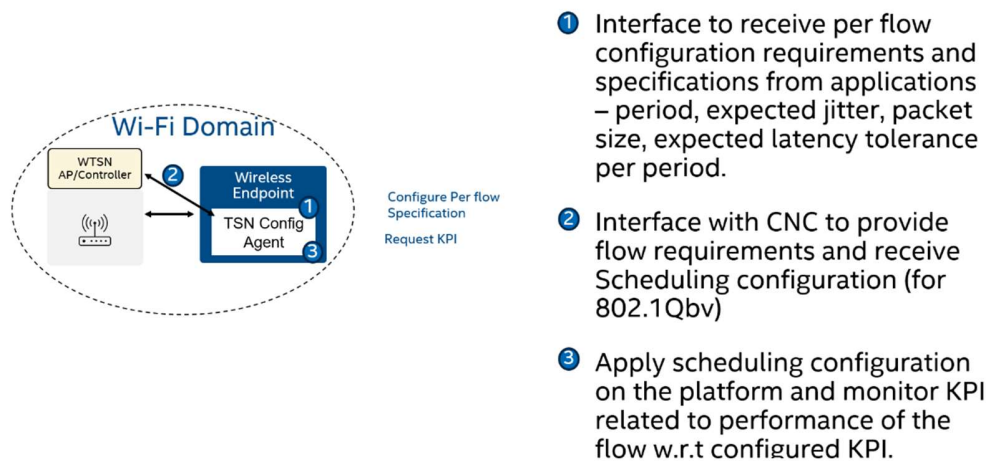 Wi-Fi Domain
WTSN
AP/Controller
2
Wireless
Endpoint
1
TSN Config
Agent
3
Configure Per flow
Specification
Request KPI
1 Interface to receive per flow
configuration requirements and
specifications from applications
– period, expected jitter, packet
size, expected latency tolerance
per period.
2 Interface with CNC to provide
flow requirements and receive
Scheduling configuration (for
802.1Qbv)
3 Apply scheduling configuration
on the platform and monitor KPI
related to performance of the
flow w.r.t configured KPI.